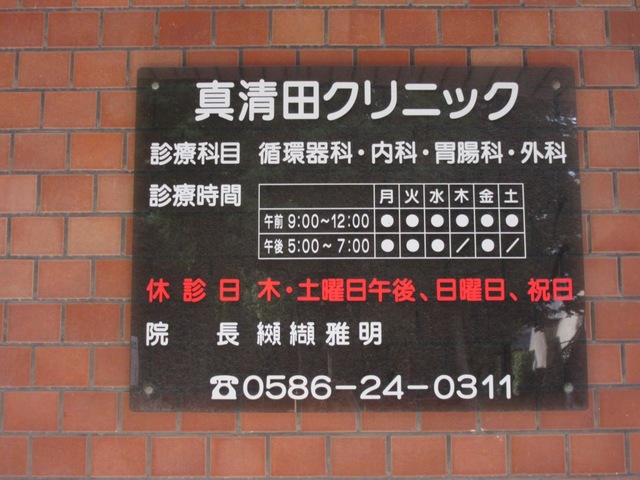 真清田クリニック
診療科目 循環器科・内科・胃腸科・外科
診療時間
月 火 水 木 金 土
午前 9:00～12:00 ● ● ● ● ● ●
午後 5:00～ 7:00 ● ● ● ／ ● ／
休診日 木・土曜日午後、日曜日、祝日
院 長 纐纈 雅明
☎0586-24-0311